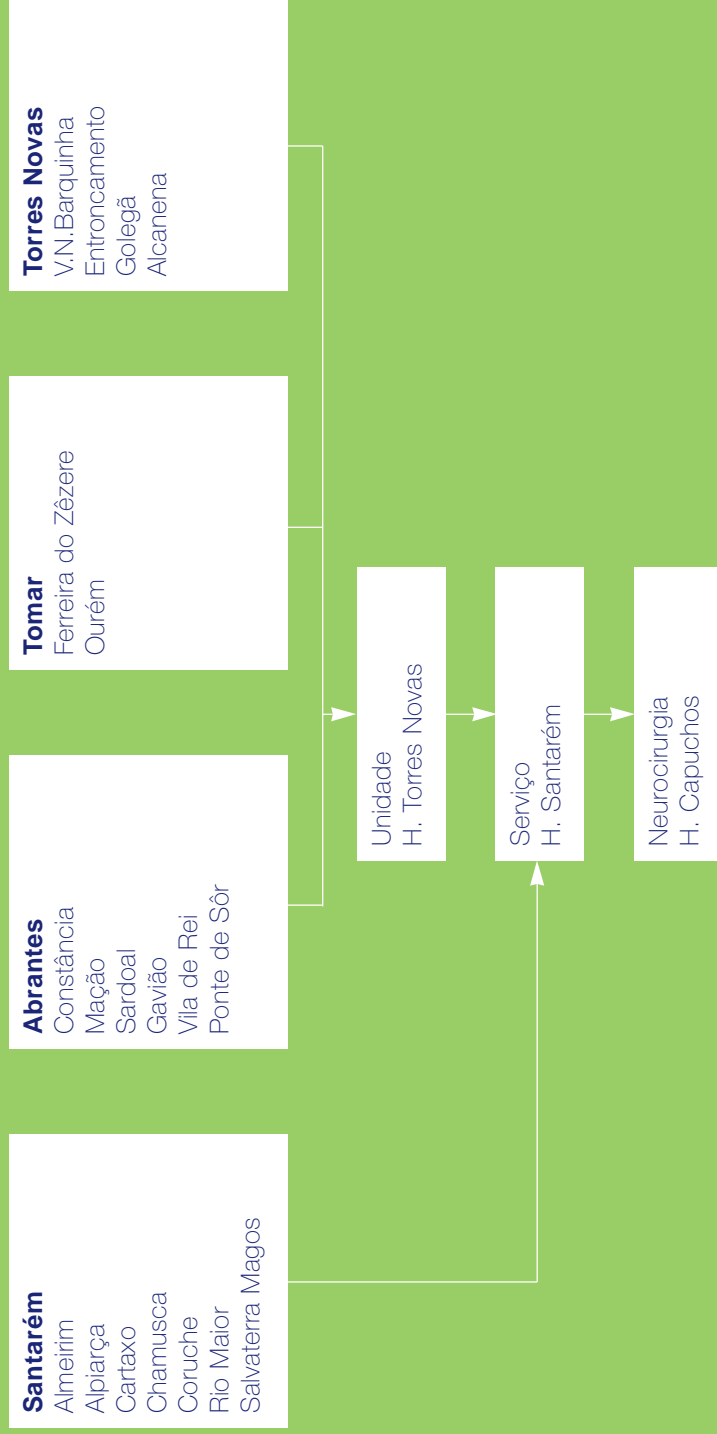 Santarém
Almeirim
Alpiarça
Cartaxo
Chamusca
Coruche
Rio Maior
Salvaterra Magos
Abrantes
Constância
Mação
Sardoal
Gavião
Vila de Rei
Ponte de Sôr
Tomar
Ferreira do Zêzere
Ourém
Torres Novas
V.N.Barquinha
Entroncamento
Golegã
Alcanena
Unidade
H. Torres Novas
Serviço
H. Santarém
Neurocirurgia
H. Capuchos